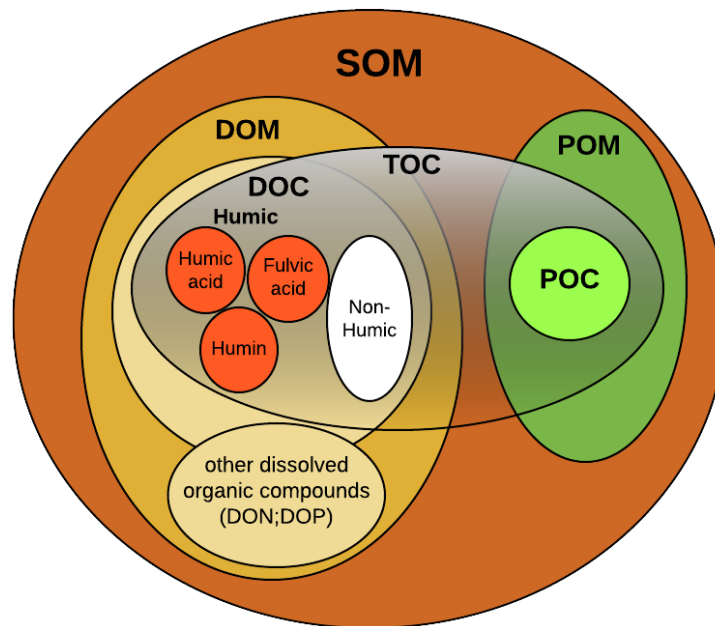 SOM
DOM
POM
TOC
DOC
Humic
Humic
acid
Fulvic
acid
Non-
Humic
Humin
POC
other dissolved
organic compounds
(DON;DOP)